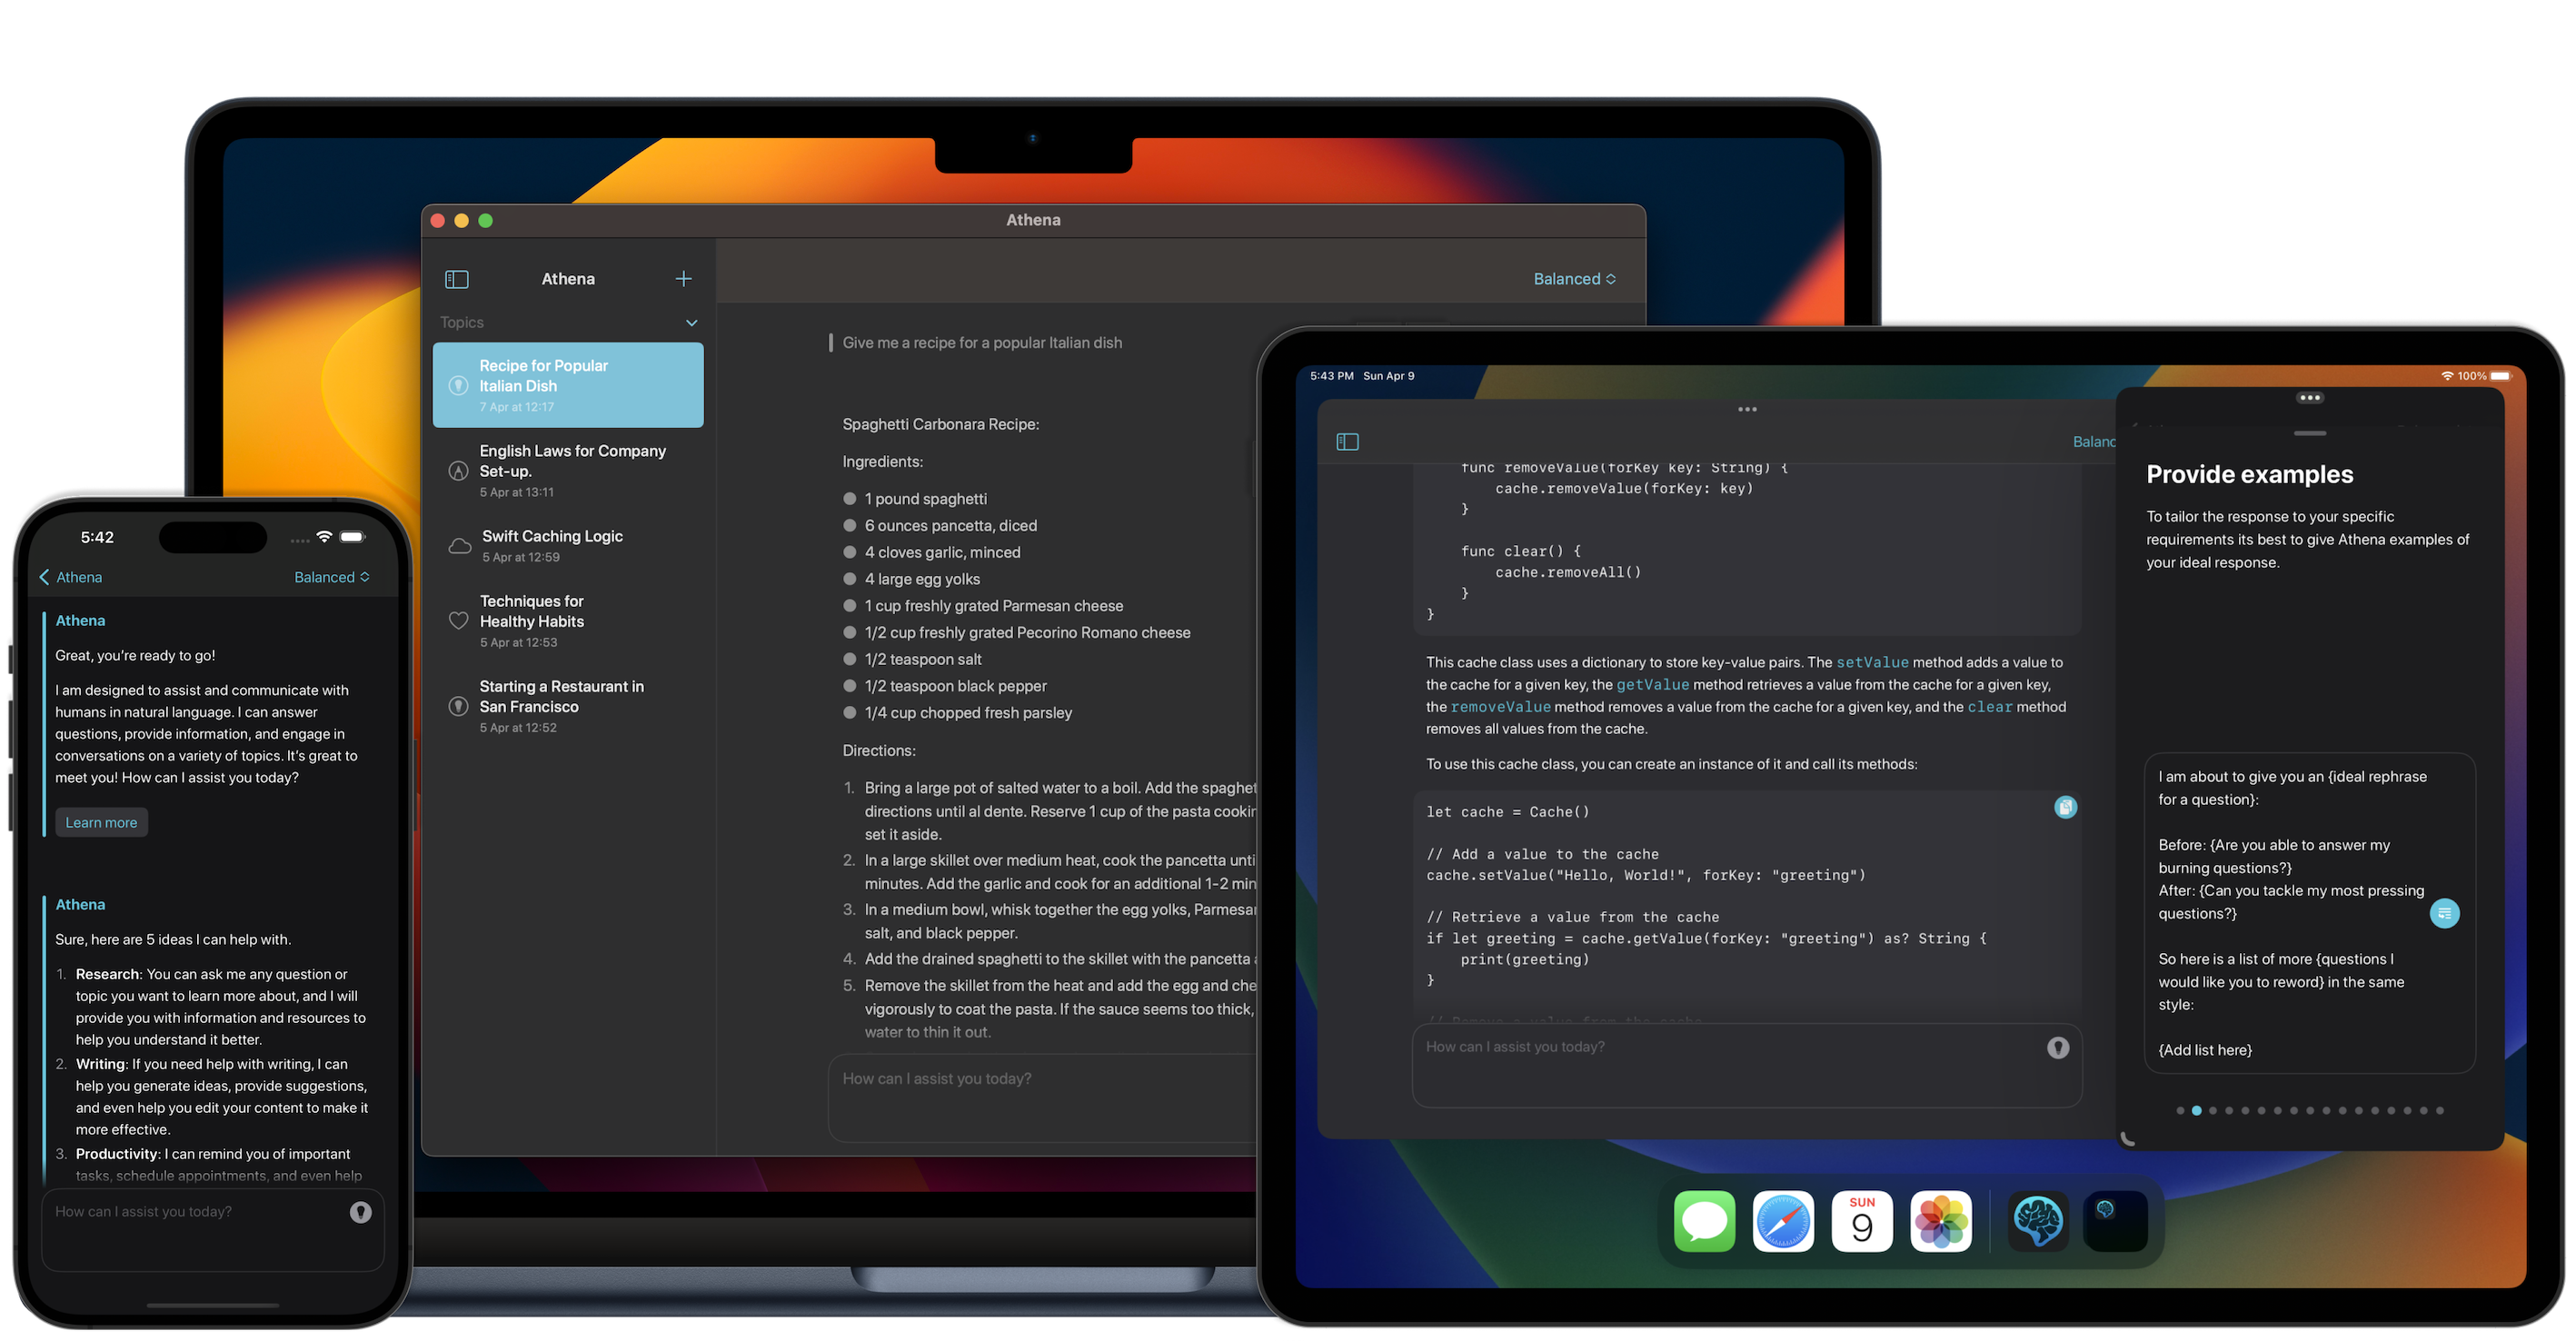 Athena
Athena
Balanced
Topics
Recipe for Popular
Italian Dish
7 Apr at 12:17
English Laws for Company
Set-up.
5 Apr at 13:11
Swift Caching Logic
5 Apr at 12:59
Techniques for
Healthy Habits
5 Apr at 12:53
Starting a Restaurant in
San Francisco
5 Apr at 12:52
Give me a recipe for a popular Italian dish
Spaghetti Carbonara Recipe:
Ingredients:
1 pound spaghetti
6 ounces pancetta, diced
4 cloves garlic, minced
4 large egg yolks
1 cup freshly grated Parmesan cheese
1/2 cup freshly grated Pecorino Romano cheese
1/2 teaspoon salt
1/2 teaspoon black pepper
1/4 cup chopped fresh parsley
Directions:
1. Bring a large pot of salted water to a boil. Add the
directions until al dente. Reserve 1 cup of the pasta
set it aside.
2. In a large skillet over medium heat, cook the pancetta
minutes. Add the garlic and cook for an additional 1-2
3. In a medium bowl, whisk together the egg yolks,
salt, and black pepper.
4. Add the drained spaghetti to the skillet with the pancetta
5. Remove the skillet from the heat and add the egg and
vigorously to coat the pasta. If the sauce seems too thick,
water to thin it out.
How can I assist you today?
5:42
Athena
Balanced
Athena
Great, you're ready to go!
I am designed to assist and communicate with
humans in natural language. I can answer
questions, provide information, and engage in
conversations on a variety of topics. It's great to
meet you! How can I assist you today?
Learn more
Athena
Sure, here are 5 ideas I can help with.
1. Research: You can ask me any question or
topic you want to learn more about, and I will
provide you with information and resources to
help you understand it better.
2. Writing: If you need help with writing, I can
help you generate ideas, provide suggestions,
and even help you edit your content to make it
more effective.
3. Productivity: I can remind you of important
tasks, schedule appointments, and even help
How can I assist you today?
5:43 PM Sun Apr 9
100%
Balanc
func removeValue(forKey key: String) {
cache.removeValue(forKey: key)
}
func clear() {
cache.removeAll()
}
}
This cache class uses a dictionary to store key-value pairs. The setValue method adds a value to
the cache for a given key, the getValue method retrieves a value from the cache for a given key,
the removeValue method removes a value from the cache for a given key, and the clear method
removes all values from the cache.
To use this cache class, you can create an instance of it and call its methods:
let cache = Cache()
// Add a value to the cache
cache.setValue("Hello, World!", forKey: "greeting")
// Retrieve a value from the cache
if let greeting = cache.getValue(forKey: "greeting") as? String {
print(greeting)
}
// Remove a value from the cache
How can I assist you today?
Provide examples
To tailor the response to your specific
requirements its best to give Athena examples of
your ideal response.
I am about to give you an {ideal rephrase
for a question}:
Before: {Are you able to answer my
burning questions?}
After: {Can you tackle my most pressing
questions?}
So here is a list of more {questions I
would like you to reword} in the same
style:
{Add list here}
SUN
9